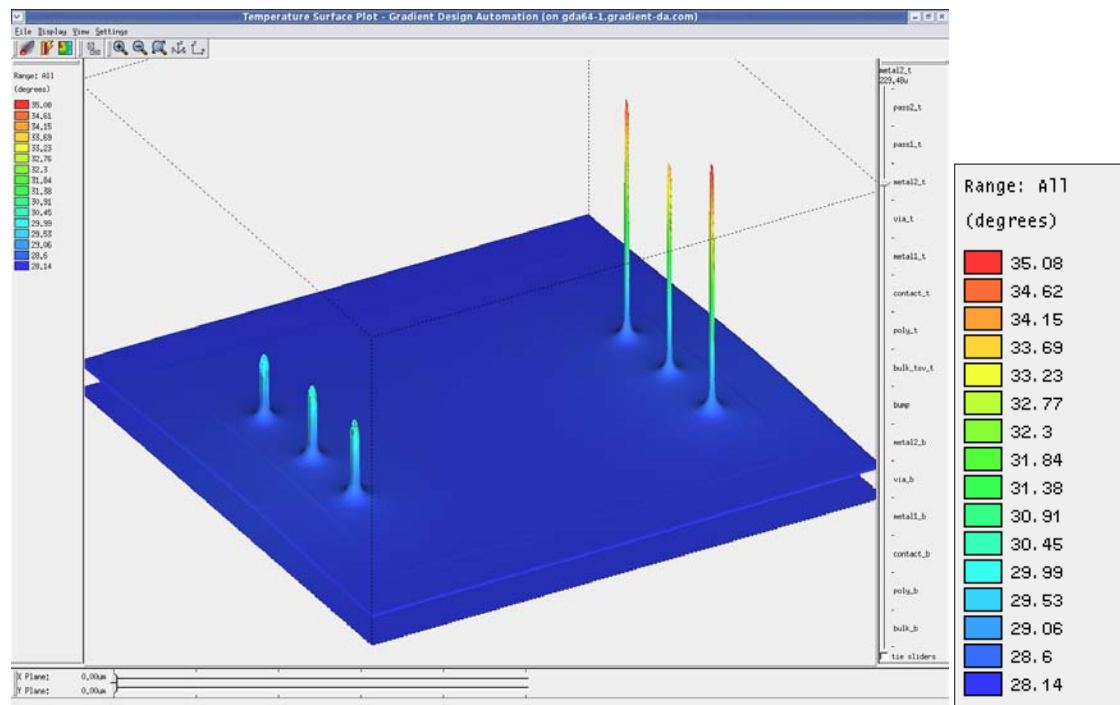 Temperature Surface Plot - Gradient Design Automation (on gda64-1.gradient-da.com)
File Display View Settings
Range: All
(degrees)
35.08
34.61
34.15
33.69
33.23
32.76
32.3
31.84
31.38
30.91
30.45
29.99
29.53
29.06
28.6
28.14
metal2_t
229.48u
pass2_t
pass1_t
metal2_t
via_t
metal1_t
contact_t
poly_t
bulk_tsv_t
bump
metal2_b
via_b
metal1_b
contact_b
poly_b
bulk_b
tie sliders
X Plane: 0.00um
Y Plane: 0.00um
Range: All
(degrees)
35.08
34.62
34.15
33.69
33.23
32.77
32.3
31.84
31.38
30.91
30.45
29.99
29.53
29.06
28.6
28.14